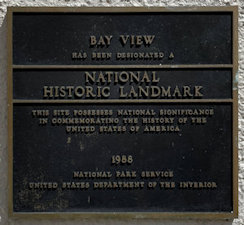 BAY VIEW
HAS BEEN DESIGNATED A
NATIONAL
HISTORIC LANDMARK
THIS SITE POSSESSES NATIONAL SIGNIFICANCE
IN COMMEMORATING THE HISTORY OF THE
UNITED STATES OF AMERICA
1988
NATIONAL PARK SERVICE
UNITED STATES DEPARTMENT OF THE INTERIOR